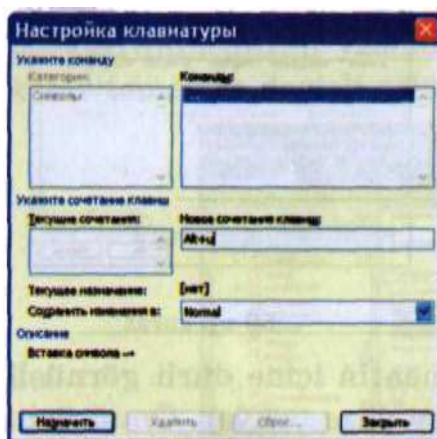 Настройка клавиатуры
Укажите команду
Категории:
Команды:
Символы
Укажите сочетание клавиш
Текущие сочетания:
Новое сочетание клавиш:
Alt+u
Текущее назначение:
[нет]
Сохранить изменения в:
Normal
Описание
Вставка символа →
Назначить
Удалить
Сброс...
Закрыть